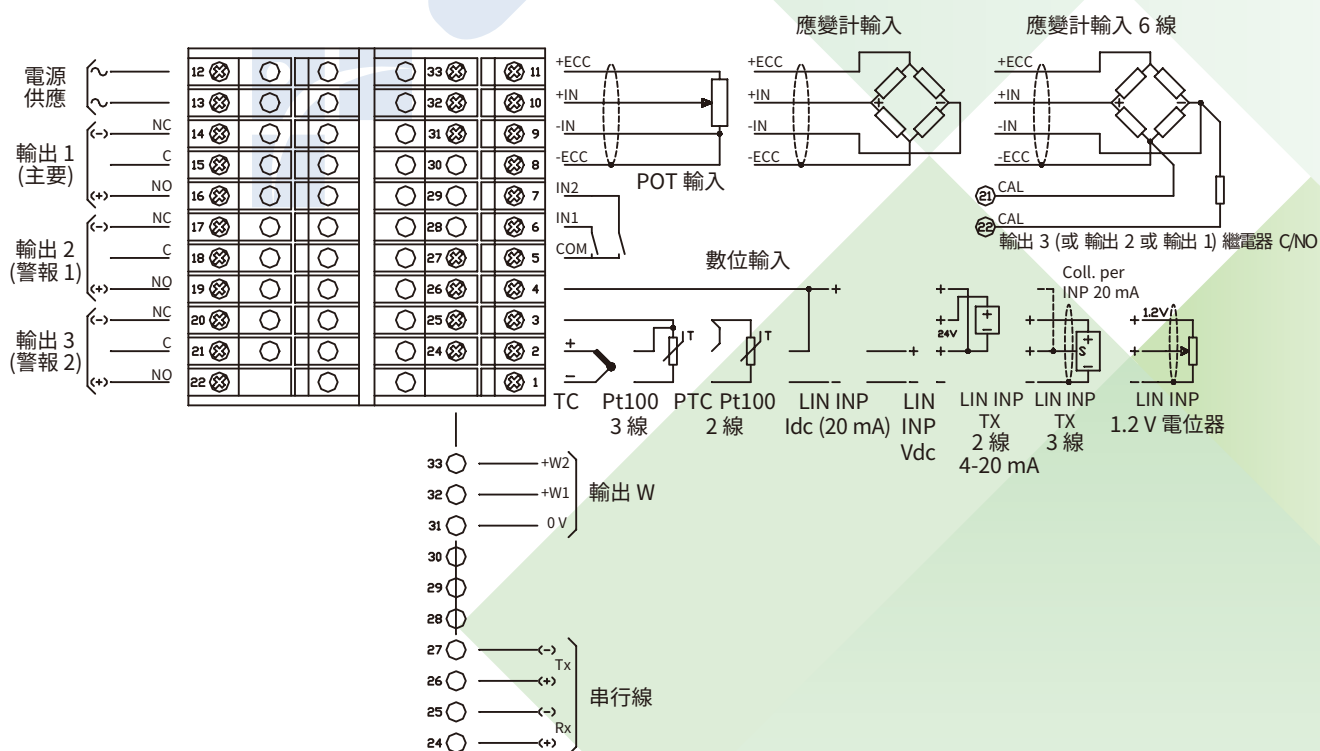 應變計輸入
應變計輸入 6 線
電源
供應
12
33
11
+ECC
+ECC
+ECC
13
32
10
+IN
+IN
+IN
輸出 1
(主要)
(-)
NC
14
31
9
-IN
-IN
-IN
C
15
30
8
-ECC
-ECC
-ECC
POT 輸入
(+)
NO
16
29
7
IN2
21
CAL
輸出 2
(警報 1)
(-)
NC
17
28
6
IN1
22
CAL
輸出 3 (或 輸出 2 或 輸出 1) 繼電器 C/NO
C
18
27
5
COM
數位輸入
(+)
NO
19
26
4
Coll. per
INP 20 mA
輸出 3
(警報 2)
(-)
NC
20
25
3
24V
1.2V
C
21
24
2
T
T
S
(+)
NO
22
1
TC
Pt100
3 線
PTC Pt100
2 線
LIN INP
Idc (20 mA)
LIN
INP
Vdc
LIN INP
TX
2 線
4-20 mA
LIN INP
TX
3 線
LIN INP
1.2 V 電位器
33
+W2
32
+W1
31
0 V
輸出 W
30
29
28
27
(-)
Tx
26
(+)
串行線
25
(-)
Rx
24
(+)